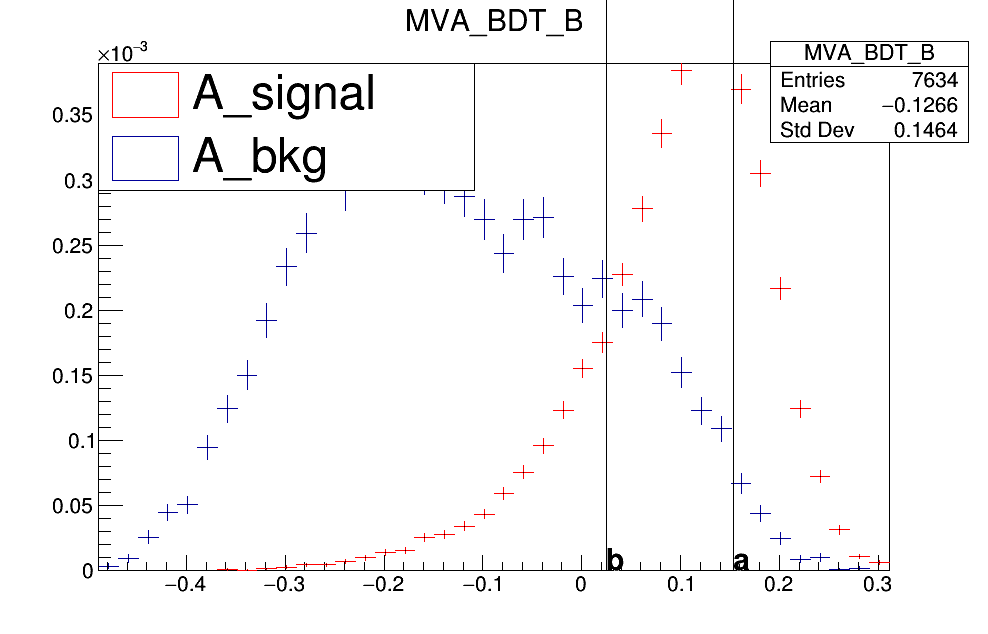 MVA_BDT_B
×10⁻³
A_signal
A_bkg
MVA_BDT_B
Entries 7634
Mean −0.1266
Std Dev 0.1464
0.35
0.3
0.25
0.2
0.15
0.1
0.05
0
b a
−0.4 −0.3 −0.2 −0.1 0 0.1 0.2 0.3